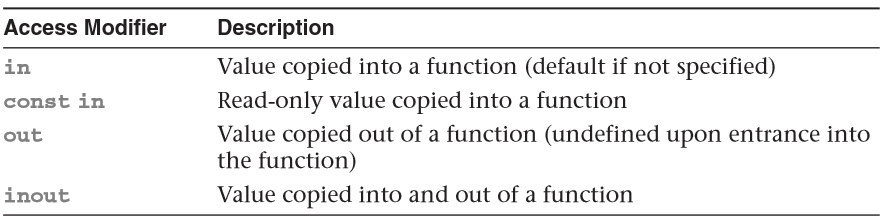 Access Modifier Description
in Value copied into a function (default if not specified)
const in Read-only value copied into a function
out Value copied out of a function (undefined upon entrance into
the function)
inout Value copied into and out of a function